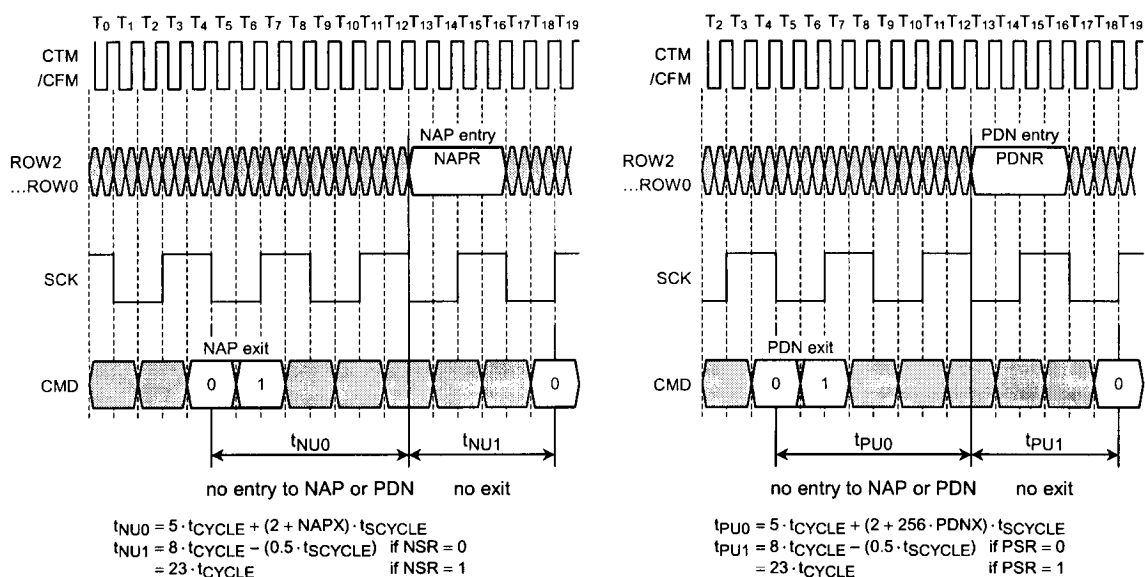 T0 T1 T2 T3 T4 T5 T6 T7 T8 T9 T10 T11 T12 T13 T14 T15 T16 T17 T18 T19
CTM
/CFM
NAP entry
ROW2
...ROW0
NAPR
SCK
NAP exit
CMD
0 1 0
tNU0 tNU1
no entry to NAP or PDN no exit
tNU0 = 5 · tCYCLE + (2 + NAPX) · tSCYCLE
tNU1 = 8 · tCYCLE − (0.5 · tSCYCLE) if NSR = 0
= 23 · tCYCLE if NSR = 1
T2 T3 T4 T5 T6 T7 T8 T9 T10 T11 T12 T13 T14 T15 T16 T17 T18 T19
CTM
/CFM
PDN entry
ROW2
...ROW0
PDNR
SCK
PDN exit
CMD
0 1 0
tPU0 tPU1
no entry to NAP or PDN no exit
tPU0 = 5 · tCYCLE + (2 + 256 · PDNX) · tSCYCLE
tPU1 = 8 · tCYCLE − (0.5 · tSCYCLE) if PSR = 0
= 23 · tCYCLE if PSR = 1